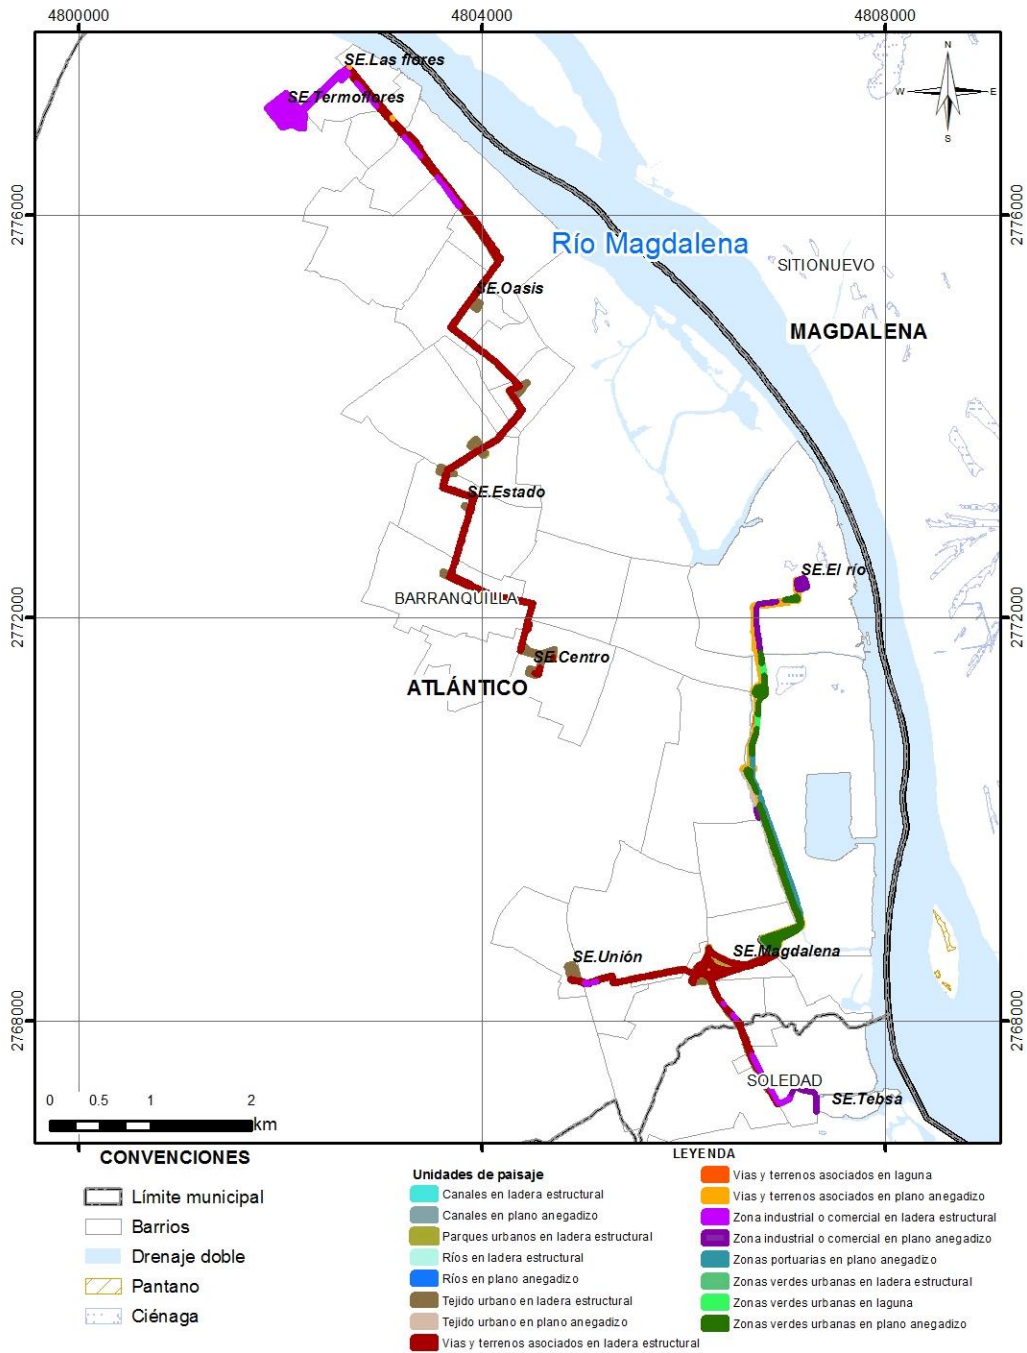 4800000
4804000
4808000
N
W
E
S
SE.Las flores
SE.Termoflores
2776000
2776000
Río Magdalena
SITIONUEVO
SE.Oasis
MAGDALENA
SE.Estado
SE.El río
BARRANQUILLA
2772000
2772000
SE.Centro
ATLÁNTICO
SE.Unión
SE.Magdalena
2768000
2768000
SOLEDAD
SE.Tebsa
0 0.5 1 2
km
LEYENDA
CONVENCIONES
Límite municipal
Barrios
Drenaje doble
Pantano
Ciénaga
Unidades de paisaje
Canales en ladera estructural
Canales en plano anegadizo
Parques urbanos en ladera estructural
Ríos en ladera estructural
Ríos en plano anegadizo
Tejido urbano en ladera estructural
Tejido urbano en plano anegadizo
Vias y terrenos asociados en ladera estructural
Vias y terrenos asociados en laguna
Vias y terrenos asociados en plano anegadizo
Zona industrial o comercial en ladera estructural
Zona industrial o comercial en plano anegadizo
Zonas portuarias en plano anegadizo
Zonas verdes urbanas en ladera estructural
Zonas verdes urbanas en laguna
Zonas verdes urbanas en plano anegadizo